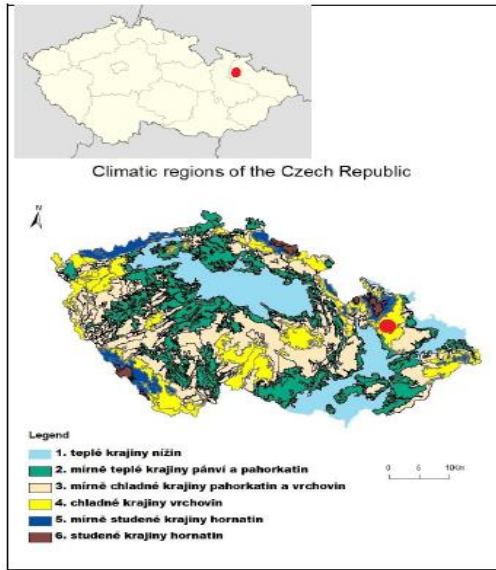 Climatic regions of the Czech Republic
N
Legend
1. teplé krajiny nížin
2. mírně teplé krajiny pánví a pahorkatin
3. mírně chladné krajiny pahorkatin a vrchovin
4. chladné krajiny vrchovin
5. mírně studené krajiny hornatin
6. studené krajiny hornatin
0 5 10Km